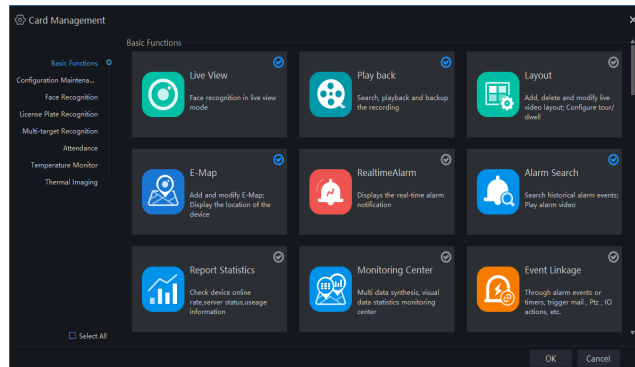 Card Management
Basic Functions
Basic Functions
Configuration Maintena...
Face Recognition
License Plate Recognition
Multi-target Recognition
Attendance
Temperature Monitor
Thermal Imaging
Live View
Face recognition in live view
mode
Play back
Search, playback and backup
the recording
Layout
Add, delete and modify live
video layout; Configure tour/
dwell
E-Map
Add and modify E-Map;
Display the location of the
device
RealtimeAlarm
Displays the real-time alarm
notification
Alarm Search
Search historical alarm events;
Play alarm video
Report Statistics
Check device online
rate,server status,useage
information
Monitoring Center
Multi data synthesis, visual
data statistics monitoring
center
Event Linkage
Through alarm events or
timers, trigger mail , Ptz , IO
actions, etc.
Select All
OK
Cancel